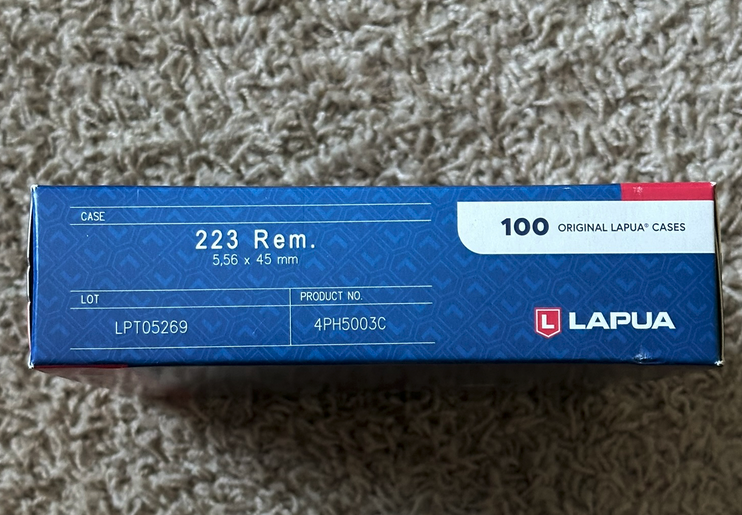 CASE
223 Rem.
5,56 x 45 mm
100 ORIGINAL LAPUA® CASES
LOT
LPT05269
PRODUCT NO.
4PH5003C
L LAPUA